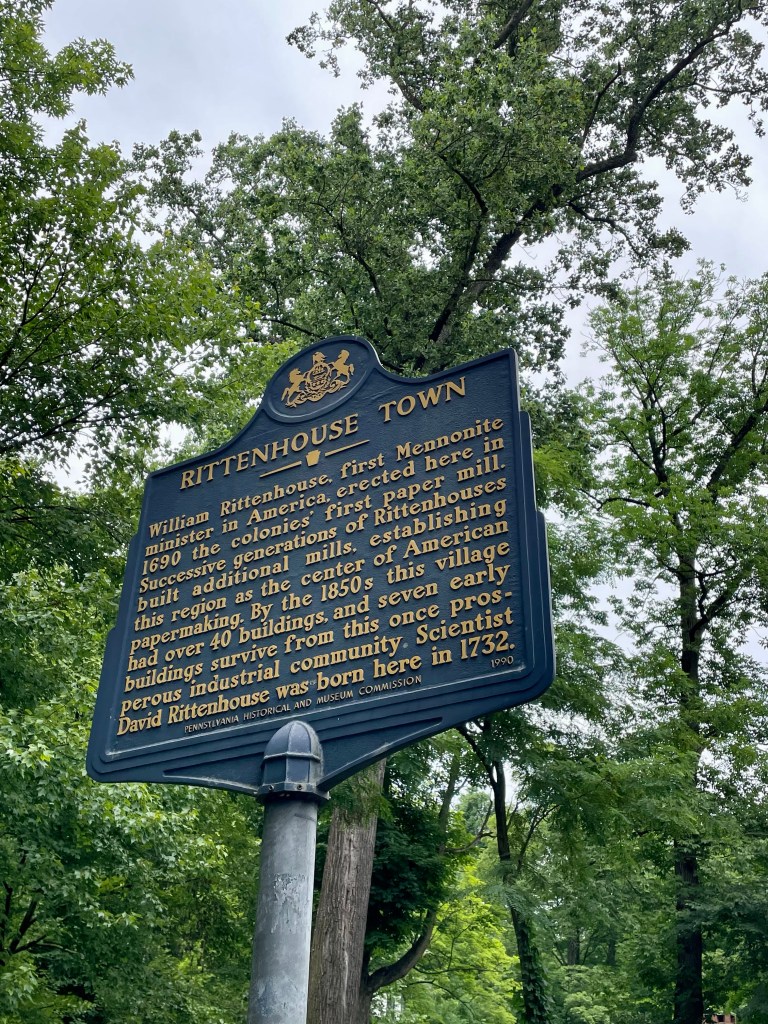 RITTENHOUSE TOWN
William Rittenhouse, first Mennonite
minister in America, erected here in
1690 the colonies' first paper mill.
Successive generations of Rittenhouses
built additional mills, establishing
this region as the center of American
papermaking. By the 1850s this village
had over 40 buildings, and seven early
buildings survive from this once pros-
perous industrial community. Scientist
David Rittenhouse was born here in 1732.
PENNSYLVANIA HISTORICAL AND MUSEUM COMMISSION 1990